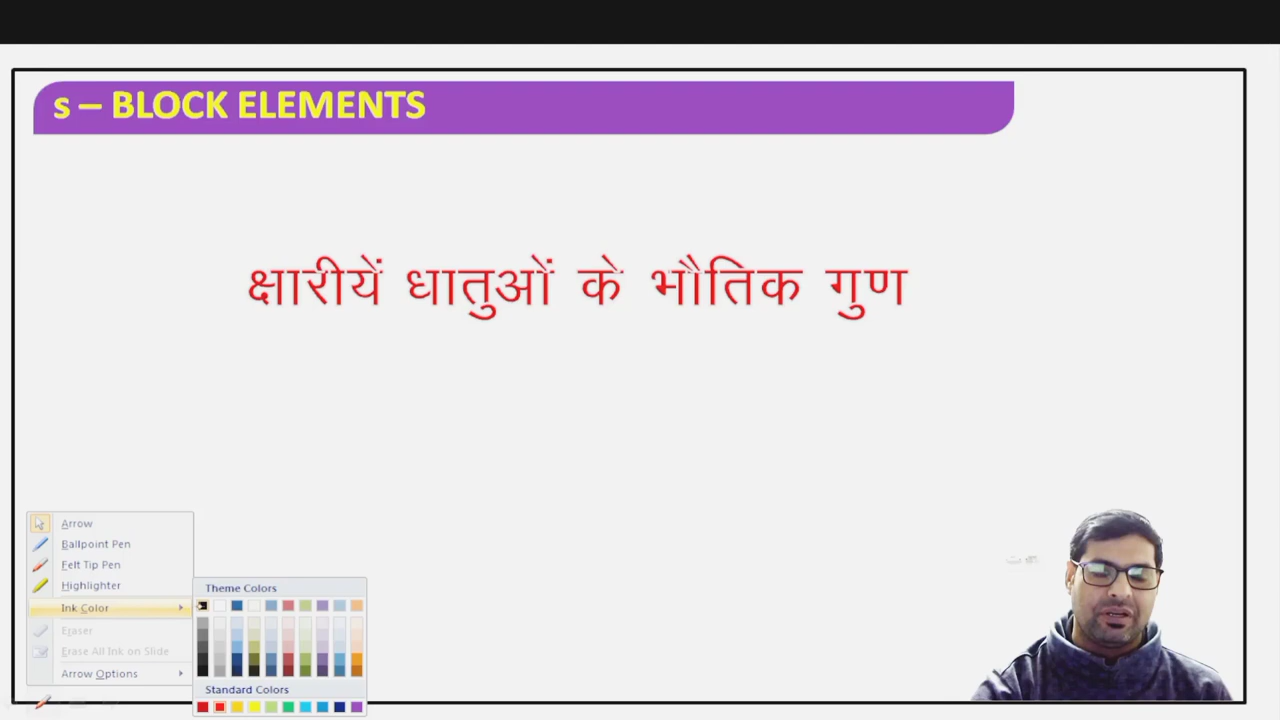 s – BLOCK ELEMENTS
क्षारीयें धातुओं के भौतिक गुण
Arrow
Ballpoint Pen
Felt Tip Pen
Highlighter
Ink Color
Eraser
Erase All Ink on Slide
Arrow Options
Theme Colors
Standard Colors